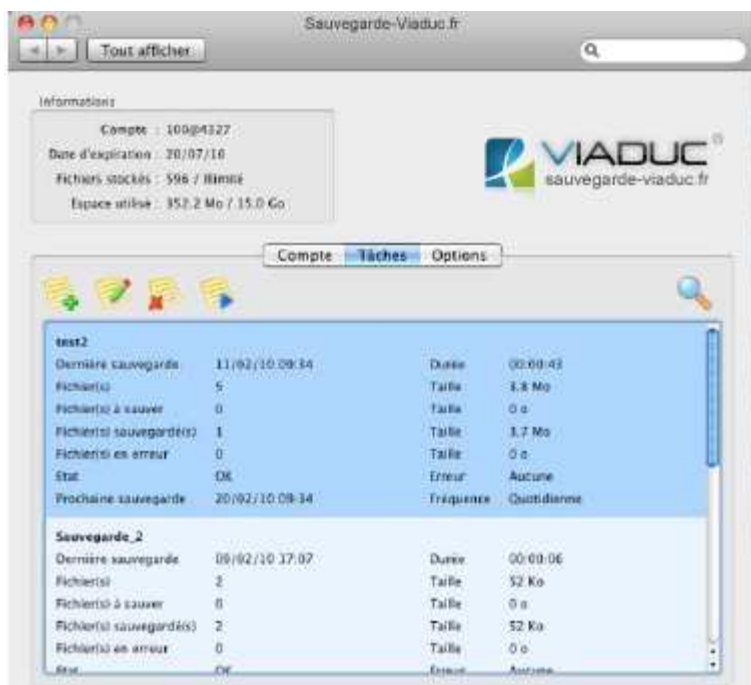 Sauvegarde-Viaduc.fr
Tout afficher
Informations
Compte : 100@4327
Date d'expiration : 20/07/10
Fichiers stockés : 596 / Illimité
Espace utilisé : 352.2 Mo / 15.0 Go
VIADUC®
sauvegarde-viaduc.fr
Compte Tâches Options
test2
Dernière sauvegarde 11/02/10 09:34 Durée 00:00:43
Fichier(s) 5 Taille 3.8 Mo
Fichier(s) à sauver 0 Taille 0 o
Fichier(s) sauvegardé(s) 1 Taille 3.7 Mo
Fichier(s) en erreur 0 Taille 0 o
Etat OK Erreur Aucune
Prochaine sauvegarde 20/02/10 09:34 Fréquence Quotidienne
Sauvegarde_2
Dernière sauvegarde 09/02/10 17:07 Durée 00:00:06
Fichier(s) 2 Taille 52 Ko
Fichier(s) à sauver 0 Taille 0 o
Fichier(s) sauvegardé(s) 2 Taille 52 Ko
Fichier(s) en erreur 0 Taille 0 o
Etat OK Erreur Aucune